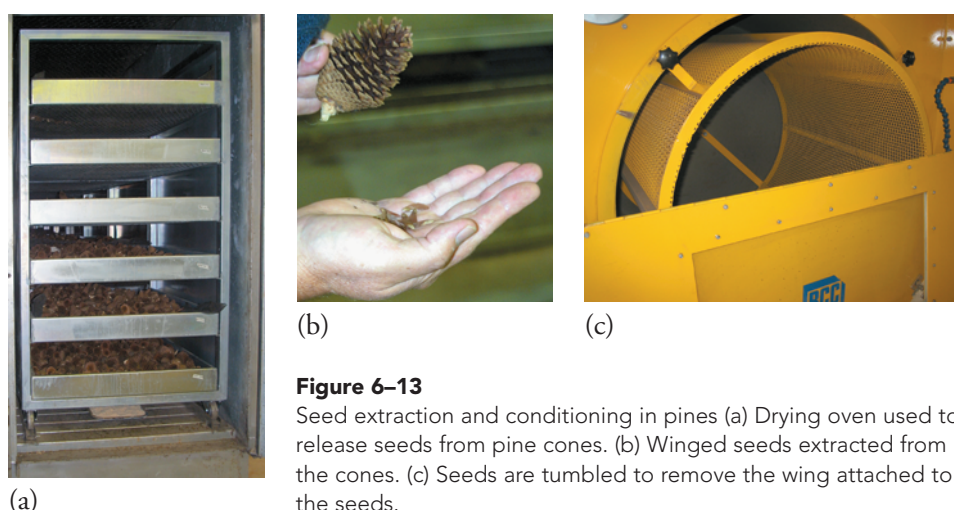 (b)
(c)
BCC
Figure 6–13
Seed extraction and conditioning in pines (a) Drying oven used to
release seeds from pine cones. (b) Winged seeds extracted from
the cones. (c) Seeds are tumbled to remove the wing attached to
the seeds.
(a)